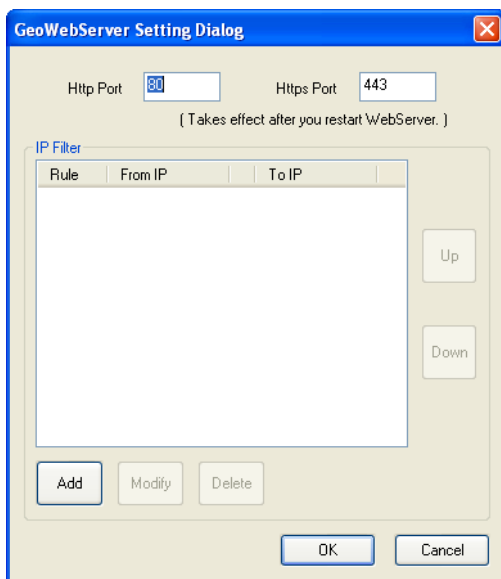 GeoWebServer Setting Dialog
Http Port 80 Https Port 443
( Takes effect after you restart WebServer. )
IP Filter
Rule From IP To IP
Up
Down
Add Modify Delete
OK Cancel